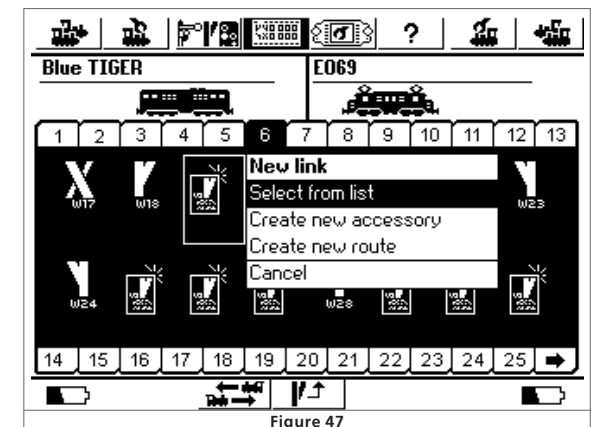 ?
Blue TIGER E069
1 2 3 4 5 6 7 8 9 10 11 12 13
New link
Select from list
Create new accessory
Create new route
Cancel
W17 W18 W23
W24 W28
14 15 16 17 18 19 20 21 22 23 24 25
Figure 47